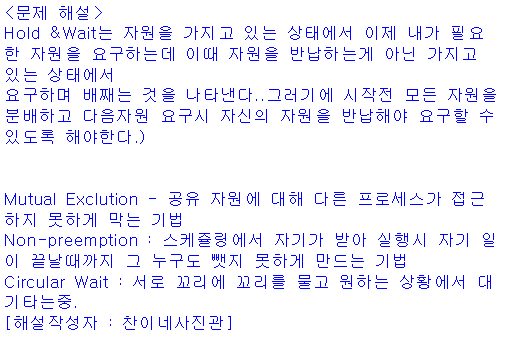 <문제 해설>
Hold &Wait는 자원을 가지고 있는 상태에서 이제 내가 필요
한 자원을 요구하는데 이때 자원을 반납하는게 아닌 가지고
있는 상태에서
요구하며 배째는 것을 나타낸다..그러기에 시작전 모든 자원을
분배하고 다음자원 요구시 자신의 자원을 반납해야 요구할 수
있도록 해야한다.)
Mutual Exclution - 공유 자원에 대해 다른 프로세스가 접근
하지 못하게 막는 기법
Non-preemption : 스케쥴링에서 자기가 받아 실행시 자기 일
이 끝날때까지 그 누구도 뺏지 못하게 만드는 기법
Circular Wait : 서로 꼬리에 꼬리를 물고 원하는 상황에서 대
기타는중.
[해설작성자 : 찬이네사진관]